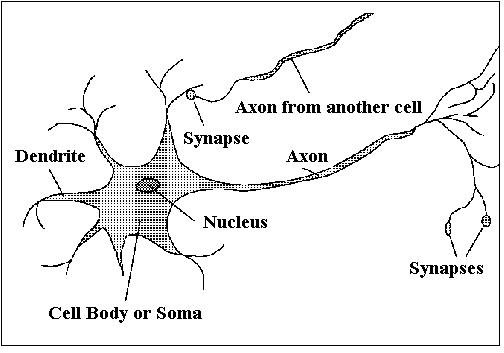 Axon from another cell
Synapse
Dendrite
Axon
Nucleus
Synapses
Cell Body or Soma